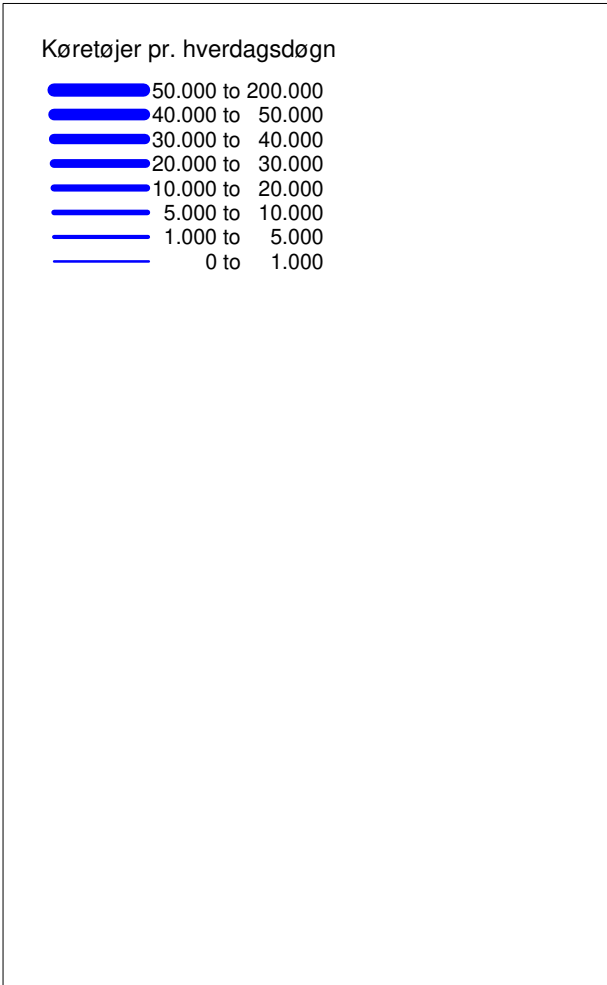 Køretøjer pr. hverdagsdøgn
50.000 to 200.000
40.000 to 50.000
30.000 to 40.000
20.000 to 30.000
10.000 to 20.000
5.000 to 10.000
1.000 to 5.000
0 to 1.000